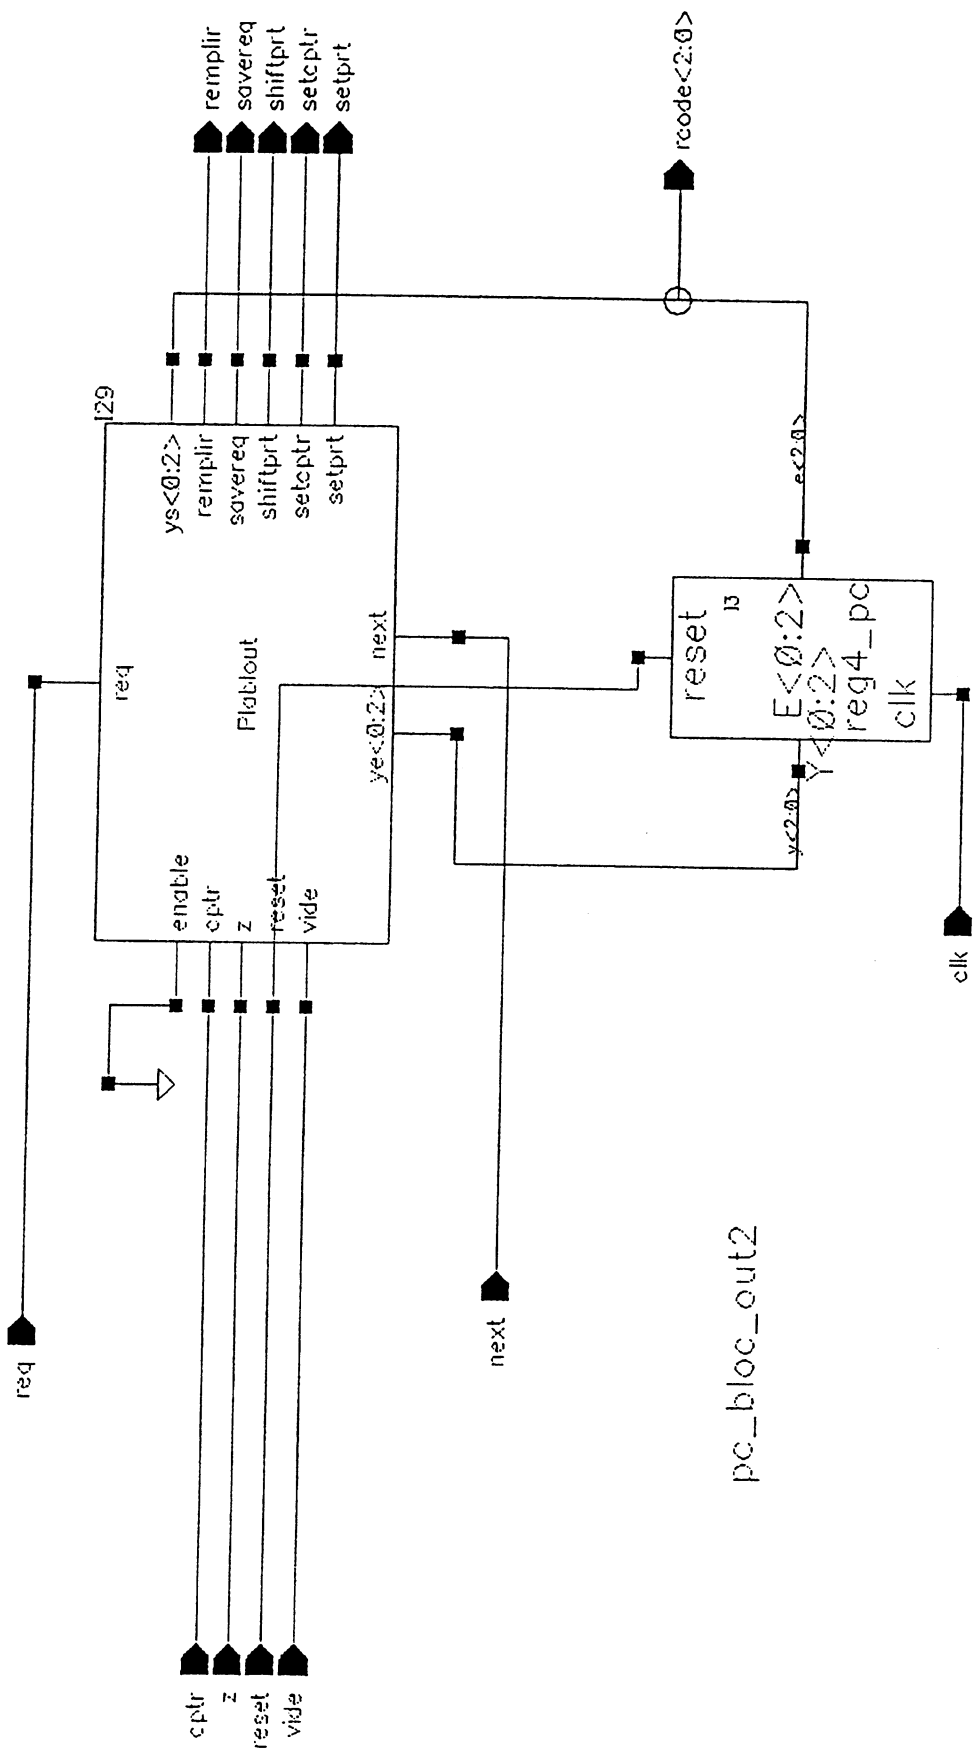 req
I29
req
remplir
savereq
shiftprt
setcptr
setprt
enable
cptr
z
reset
vide
Plablout
ys<0:2>
remplir
savereq
shiftprt
setcptr
setprt
ye<0:2>
next
cptr
z
reset
vide
next
rcode<2:0>
reset
I3
E<0:2>
Y<0:2>
reg4_pc
clk
y<2:0>
e<2:0>
clk
pc_bloc_out2